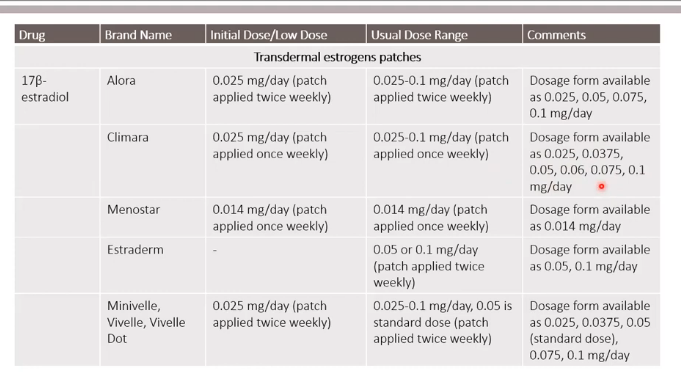 Drug Brand Name Initial Dose/Low Dose Usual Dose Range Comments
Transdermal estrogens patches
17β- Alora 0.025 mg/day (patch 0.025-0.1 mg/day (patch Dosage form available
estradiol applied twice weekly) applied twice weekly) as 0.025, 0.05, 0.075,
0.1 mg/day
Climara 0.025 mg/day (patch 0.025-0.1 mg/day (patch Dosage form available
applied once weekly) applied once weekly) as 0.025, 0.0375,
0.05, 0.06, 0.075, 0.1
mg/day
Menostar 0.014 mg/day (patch 0.014 mg/day (patch Dosage form available
applied once weekly) applied once weekly) as 0.014 mg/day
Estraderm - 0.05 or 0.1 mg/day Dosage form available
(patch applied twice as 0.05, 0.1 mg/day
weekly)
Minivelle, 0.025 mg/day (patch 0.025-0.1 mg/day, 0.05 is Dosage form available
Vivelle, Vivelle applied twice weekly) standard dose (patch as 0.025, 0.0375, 0.05
Dot applied twice weekly) (standard dose),
0.075, 0.1 mg/day